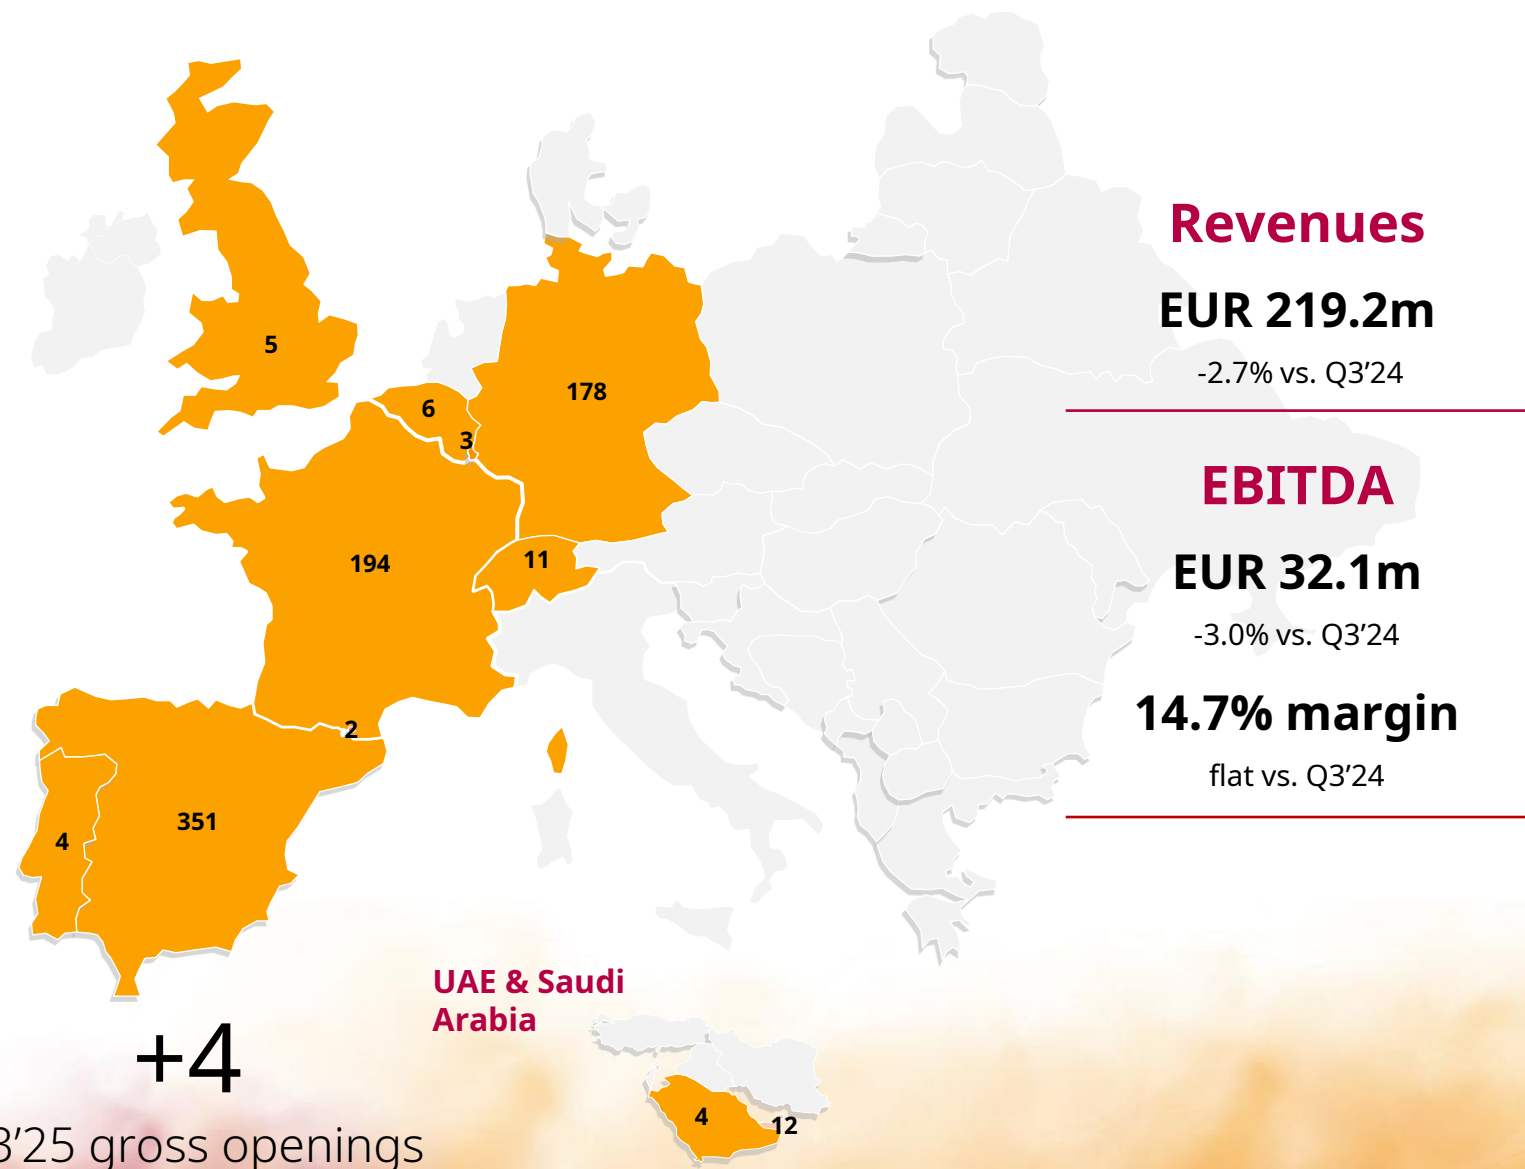 5
178
6
3
194
11
2
351
4
Revenues
EUR 219.2m
-2.7% vs. Q3’24
EBITDA
EUR 32.1m
-3.0% vs. Q3’24
14.7% margin
flat vs. Q3’24
UAE & Saudi
Arabia
4
12
+4
3’25 gross openings